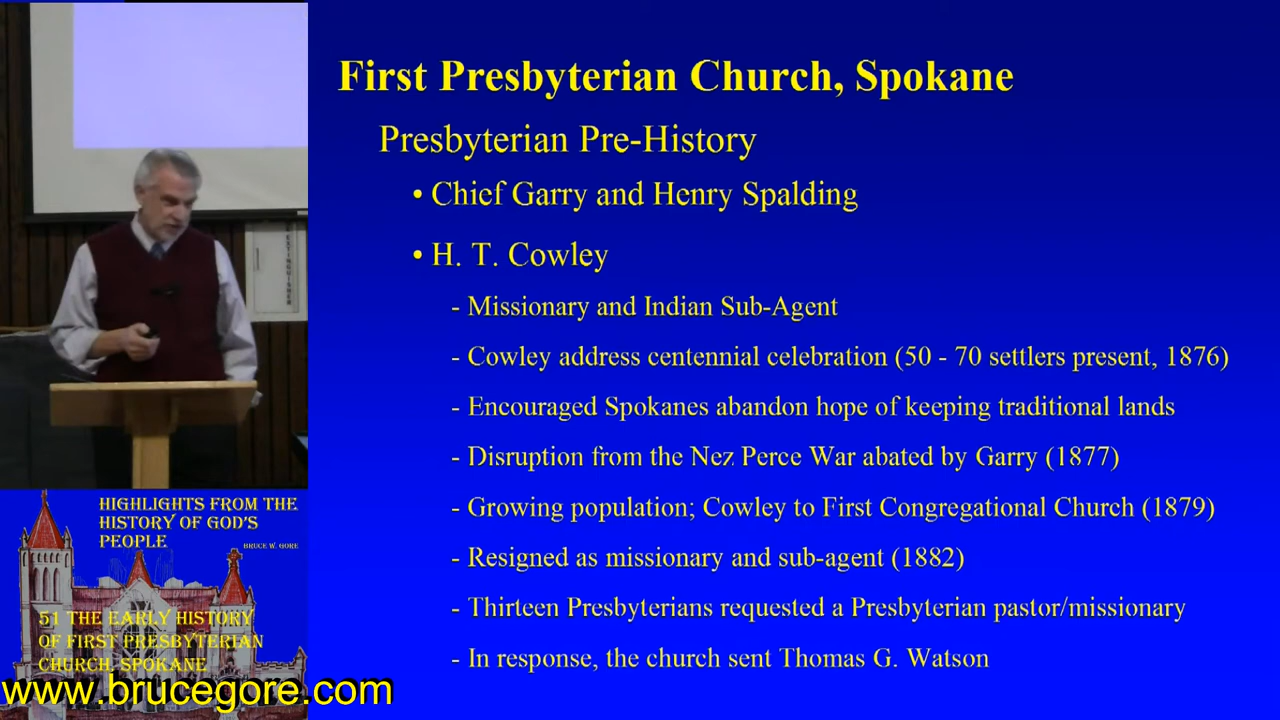 First Presbyterian Church, Spokane
Presbyterian Pre-History
• Chief Garry and Henry Spalding
• H. T. Cowley
- Missionary and Indian Sub-Agent
- Cowley address centennial celebration (50 - 70 settlers present, 1876)
- Encouraged Spokanes abandon hope of keeping traditional lands
- Disruption from the Nez Perce War abated by Garry (1877)
- Growing population; Cowley to First Congregational Church (1879)
- Resigned as missionary and sub-agent (1882)
- Thirteen Presbyterians requested a Presbyterian pastor/missionary
- In response, the church sent Thomas G. Watson
EXTINGUISHER
HIGHLIGHTS FROM THE
HISTORY OF GOD'S
PEOPLE
BRUCE W. GORE
51 THE EARLY HISTORY
OF FIRST PRESBYTERIAN
CHURCH, SPOKANE
www.brucegore.com